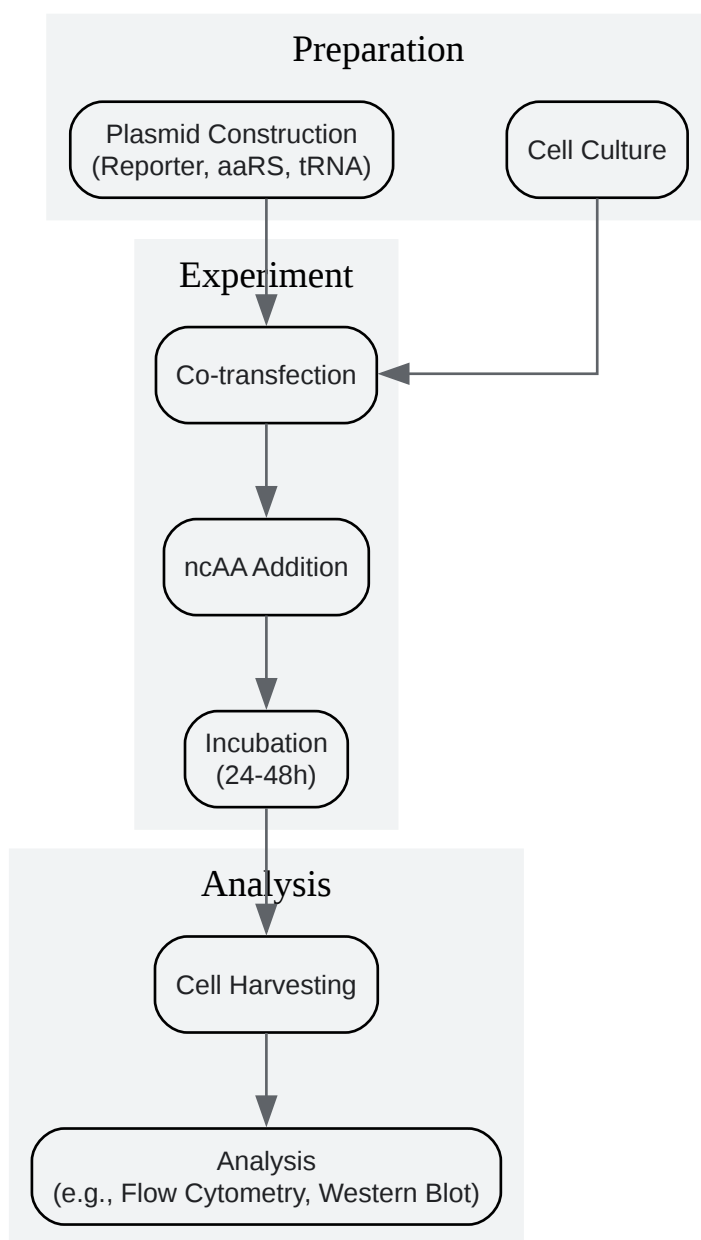 Preparation
Plasmid Construction
(Reporter, aaRS, tRNA)
Cell Culture
Experiment
Co-transfection
ncAA Addition
Incubation
(24-48h)
Analysis
Cell Harvesting
Analysis
(e.g., Flow Cytometry, Western Blot)